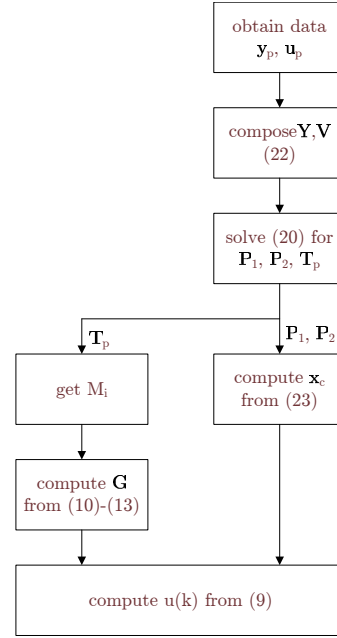 obtain data
y_p, u_p
compose Y,V
(22)
solve (20) for
P_1, P_2, T_p
T_p
P_1, P_2
get M_i
compute x_c
from (23)
compute G
from (10)-(13)
compute u(k) from (9)